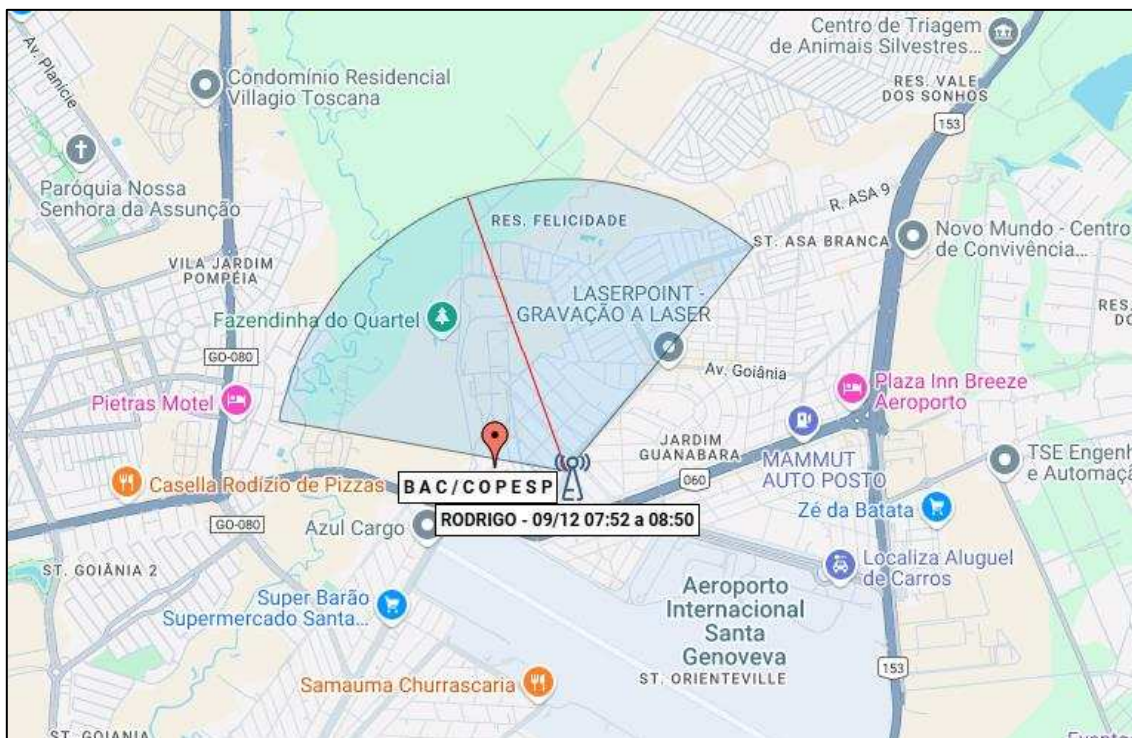 Centro de Triagem
de Animais Silvestres...
Av. Planície
Condomínio Residencial
Villagio Toscana
RES. VALE
DOS SONHOS
153
Paróquia Nossa
Senhora da Assunção
R. ASA 9
RES. FELICIDADE
ST. ASA BRANCA
Novo Mundo - Centro
de Convivência...
VILA JARDIM
POMPÉIA
LASERPOINT -
GRAVAÇÃO A LASER
Fazendinha do Quartel
RES.
DO
GO-080
Av. Goiânia
Pietras Motel
Plaza Inn Breeze
Aeroporto
JARDIM
GUANABARA
MAMMUT
AUTO POSTO
TSE Engenh
e Automaçã
060
Casella Rodízio de Pizzas
BAC/COPESP
Zé da Batata
GO-080
Azul Cargo
RODRIGO - 09/12 07:52 a 08:50
Localiza Aluguel
de Carros
ST. GOIÂNIA 2
Super Barão
Supermercado Santa...
Aeroporto
Internacional
Santa
Genoveva
ST. ORIENTEVILLE
153
Samauma Churrascaria
ST. GOIANIA